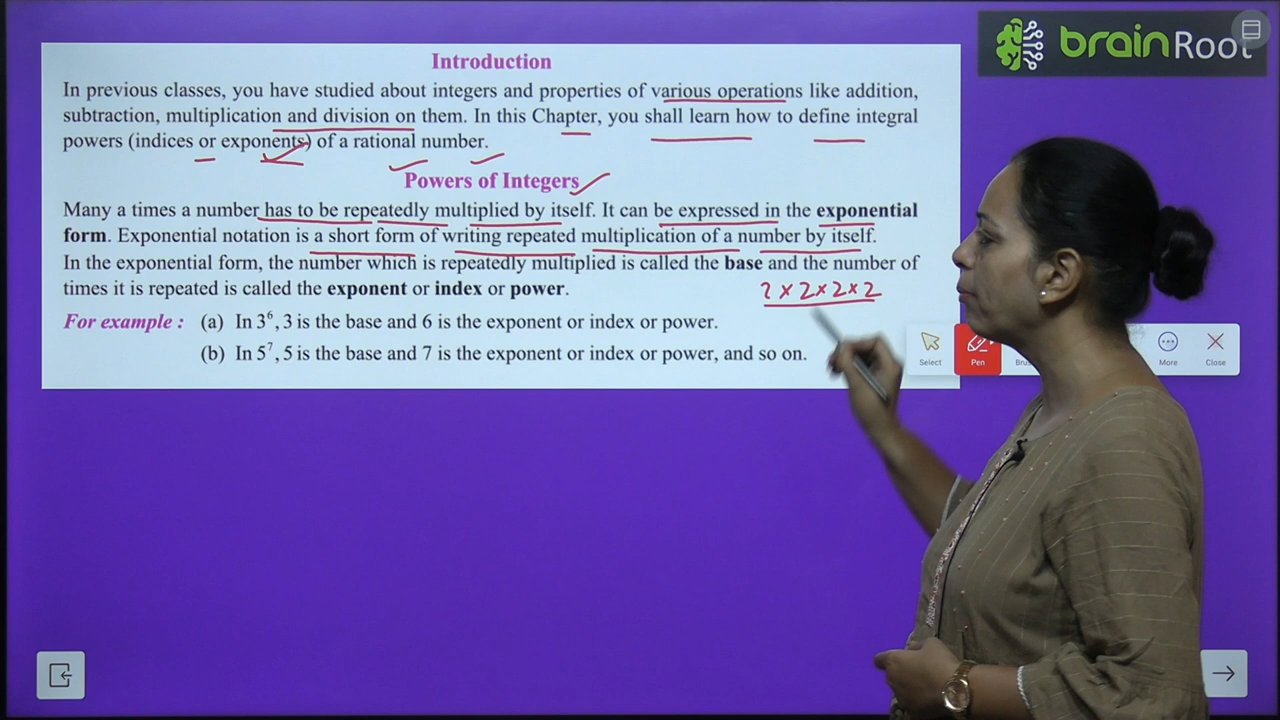 brainRoot
Introduction
In previous classes, you have studied about integers and properties of various operations like addition,
subtraction, multiplication and division on them. In this Chapter, you shall learn how to define integral
powers (indices or exponents) of a rational number.
Powers of Integers
Many a times a number has to be repeatedly multiplied by itself. It can be expressed in the exponential
form. Exponential notation is a short form of writing repeated multiplication of a number by itself.
In the exponential form, the number which is repeatedly multiplied is called the base and the number of
times it is repeated is called the exponent or index or power.
2 × 2 × 2 × 2
For example : (a) In 3⁶, 3 is the base and 6 is the exponent or index or power.
(b) In 5⁷, 5 is the base and 7 is the exponent or index or power, and so on.
Select Pen More Close